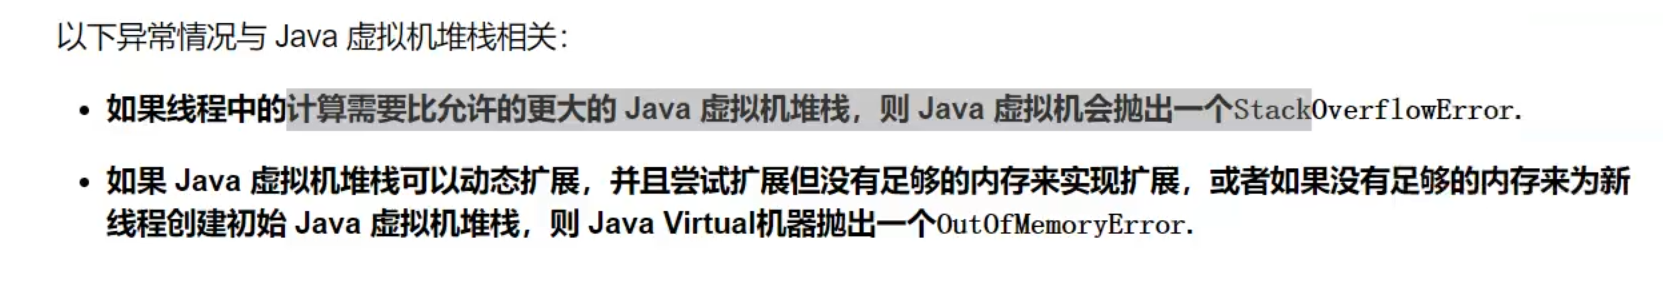 以下异常情况与 Java 虚拟机堆栈相关：
• 如果线程中的计算需要比允许的更大的 Java 虚拟机堆栈，则 Java 虚拟机会抛出一个StackOverflowError.
• 如果 Java 虚拟机堆栈可以动态扩展，并且尝试扩展但没有足够的内存来实现扩展，或者如果没有足够的内存来为新
线程创建初始 Java 虚拟机堆栈，则 Java Virtual机器抛出一个OutOfMemoryError.